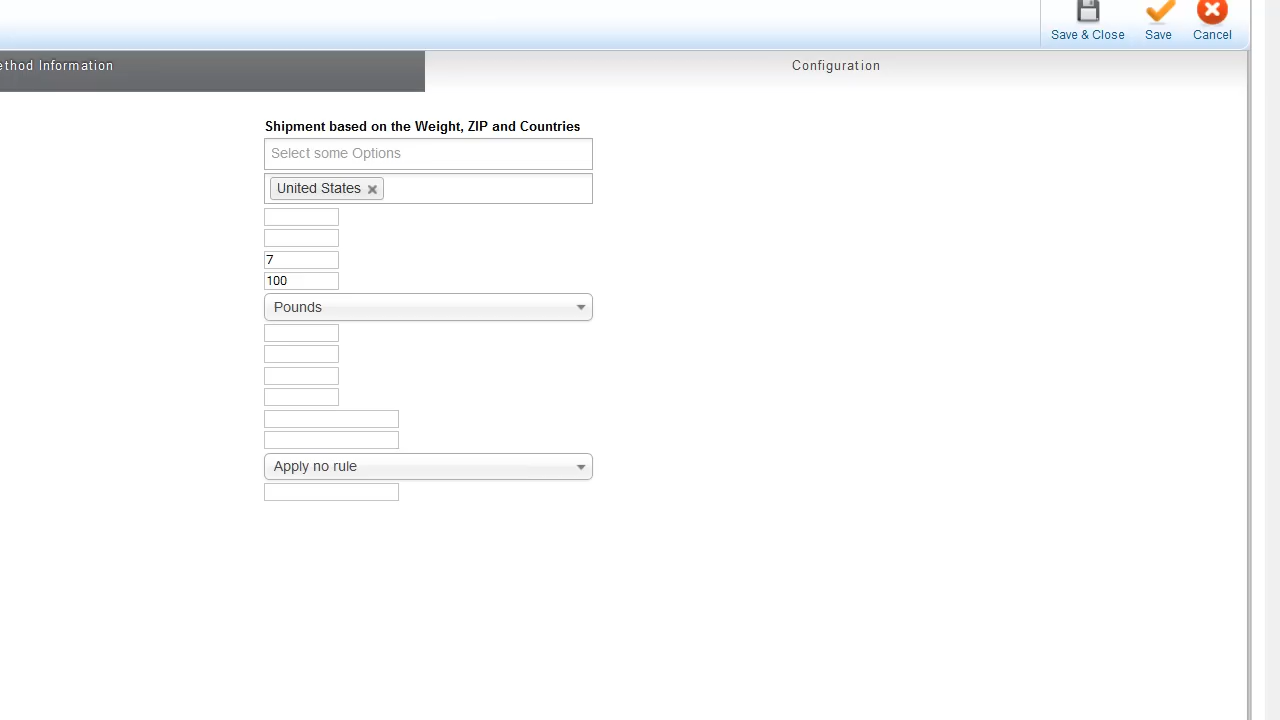 Save & Close
Save
Cancel
ethod Information
Configuration
Shipment based on the Weight, ZIP and Countries
Select some Options
United States
7
100
Pounds
Apply no rule